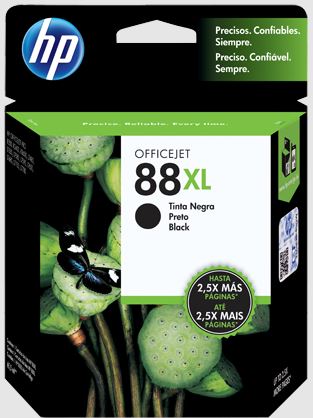 hp
Precisos. Confiables.
Siempre.
Preciso. Confiável.
Sempre.
Precise. Reliable. Every time.
OFFICEJET
88XL
Tinta Negra
Preto
Black
HASTA
2,5X MÁS
PÁGINAS*
ATÉ
2,5X MAIS
PÁGINAS*